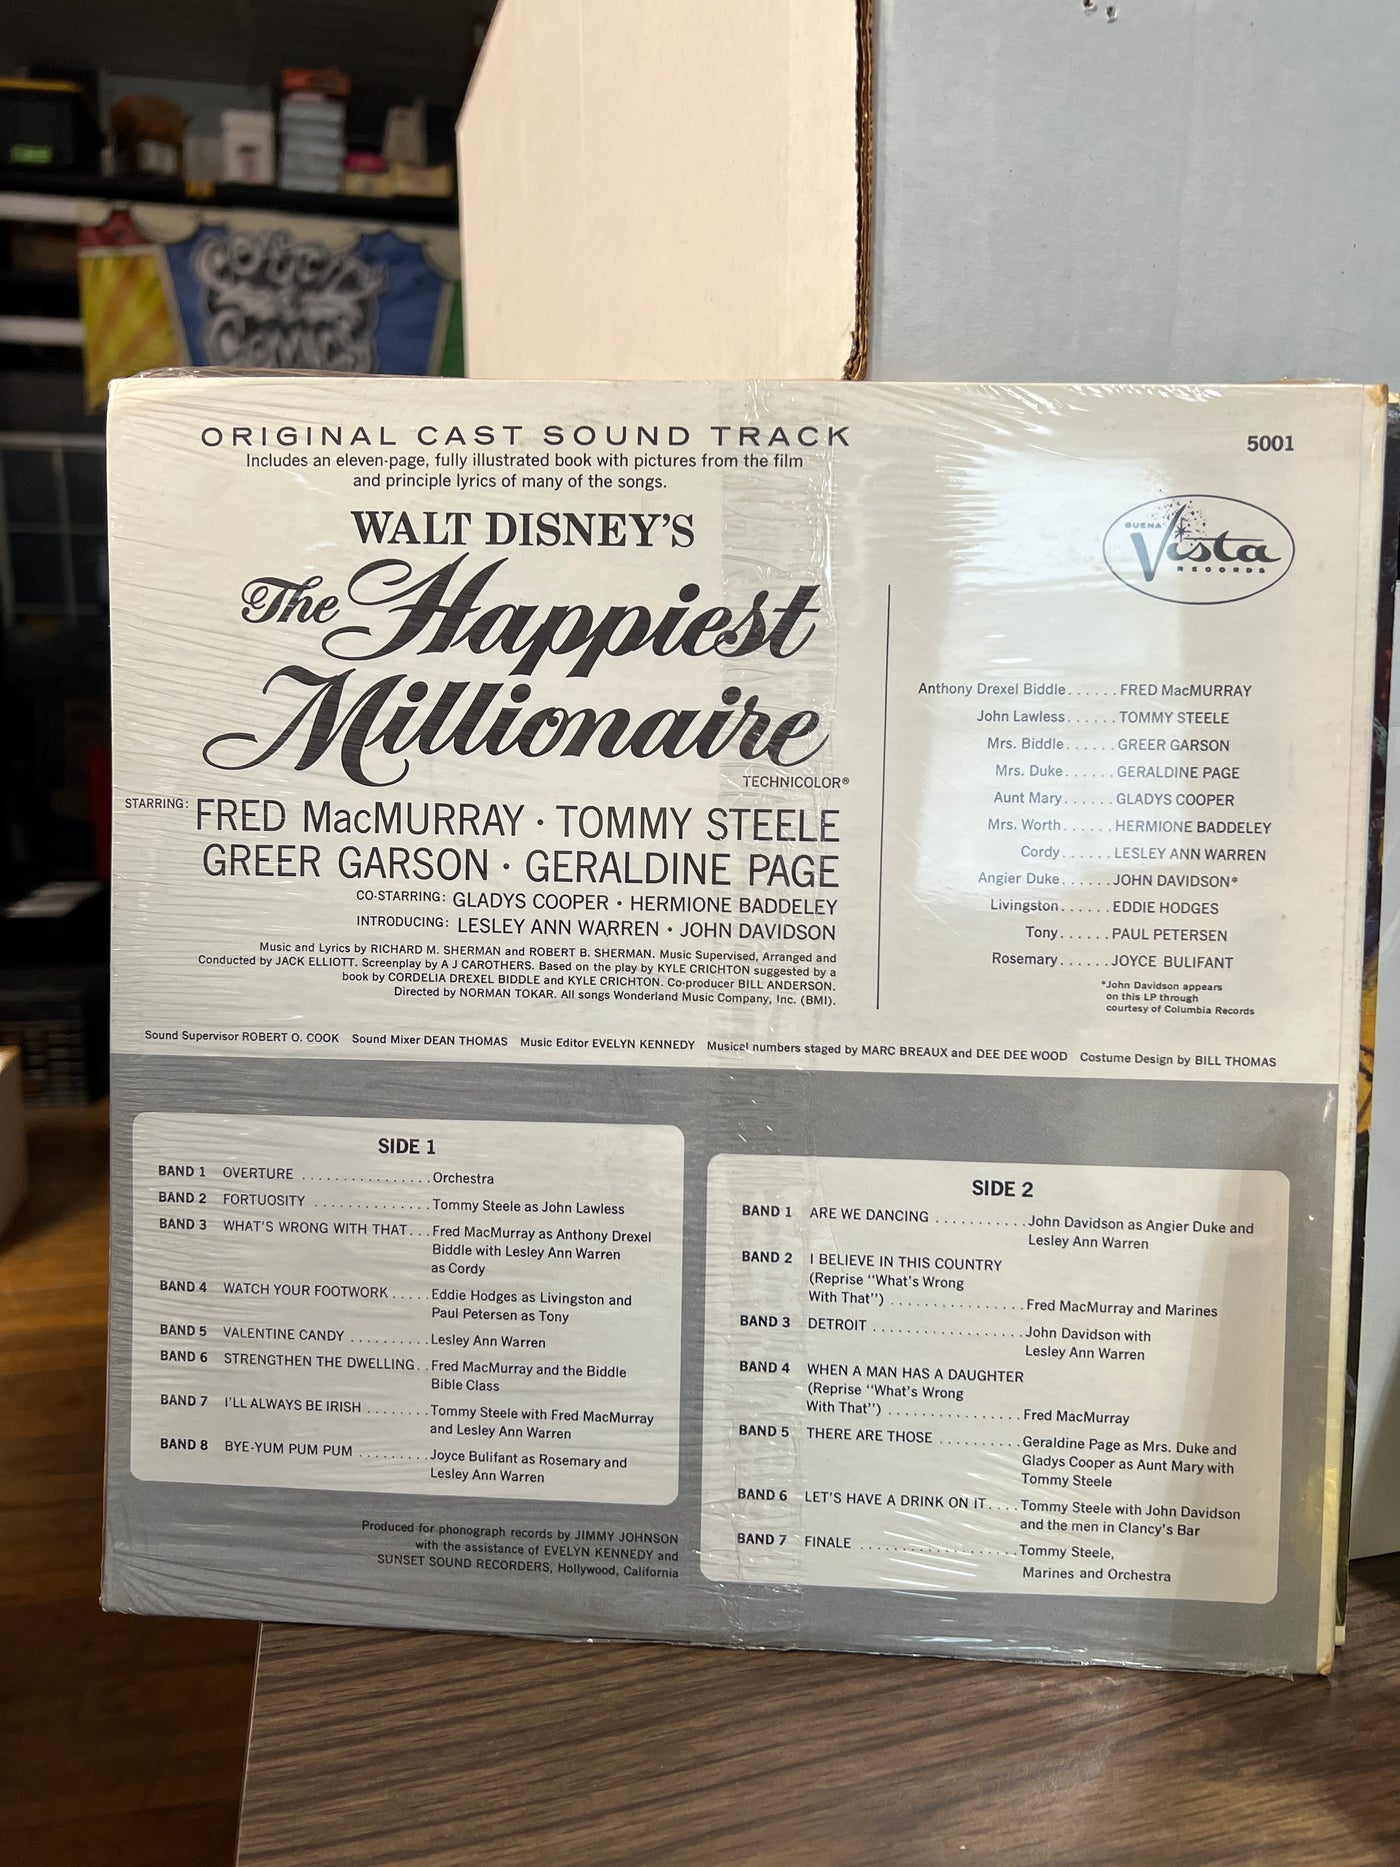 ORIGINAL CAST SOUND TRACK
Includes an eleven-page, fully illustrated book with pictures from the film
and principle lyrics of many of the songs.
WALT DISNEY'S
The Happiest
Millionaire
TECHNICOLOR®
STARRING: FRED MacMURRAY · TOMMY STEELE
GREER GARSON · GERALDINE PAGE
CO-STARRING: GLADYS COOPER · HERMIONE BADDELEY
INTRODUCING: LESLEY ANN WARREN · JOHN DAVIDSON
Music and Lyrics by RICHARD M. SHERMAN and ROBERT B. SHERMAN. Music Supervised, Arranged and
Conducted by JACK ELLIOTT. Screenplay by A J CAROTHERS. Based on the play by KYLE CRICHTON suggested by a
book by CORDELIA DREXEL BIDDLE and KYLE CRICHTON. Co-producer BILL ANDERSON.
Directed by NORMAN TOKAR. All songs Wonderland Music Company, Inc. (BMI).
5001
BUENA
Vista
RECORDS
Anthony Drexel Biddle......FRED MacMURRAY
John Lawless......TOMMY STEELE
Mrs. Biddle......GREER GARSON
Mrs. Duke......GERALDINE PAGE
Aunt Mary......GLADYS COOPER
Mrs. Worth......HERMIONE BADDELEY
Cordy......LESLEY ANN WARREN
Angier Duke......JOHN DAVIDSON*
Livingston......EDDIE HODGES
Tony......PAUL PETERSEN
Rosemary......JOYCE BULIFANT
*John Davidson appears
on this LP through
courtesy of Columbia Records
Sound Supervisor ROBERT O. COOK Sound Mixer DEAN THOMAS Music Editor EVELYN KENNEDY Musical numbers staged by MARC BREAUX and DEE DEE WOOD Costume Design by BILL THOMAS
SIDE 1
BAND 1 OVERTURE ................Orchestra
BAND 2 FORTUOSITY ..............Tommy Steele as John Lawless
BAND 3 WHAT'S WRONG WITH THAT...Fred MacMurray as Anthony Drexel
Biddle with Lesley Ann Warren
as Cordy
BAND 4 WATCH YOUR FOOTWORK.....Eddie Hodges as Livingston and
Paul Petersen as Tony
BAND 5 VALENTINE CANDY ..........Lesley Ann Warren
BAND 6 STRENGTHEN THE DWELLING..Fred MacMurray and the Biddle
Bible Class
BAND 7 I'LL ALWAYS BE IRISH ........Tommy Steele with Fred MacMurray
and Lesley Ann Warren
BAND 8 BYE-YUM PUM PUM .........Joyce Bulifant as Rosemary and
Lesley Ann Warren
Produced for phonograph records by JIMMY JOHNSON
with the assistance of EVELYN KENNEDY and
SUNSET SOUND RECORDERS, Hollywood, California
SIDE 2
BAND 1 ARE WE DANCING ...........John Davidson as Angier Duke and
Lesley Ann Warren
BAND 2 I BELIEVE IN THIS COUNTRY
(Reprise "What's Wrong
With That") ................Fred MacMurray and Marines
BAND 3 DETROIT ..................John Davidson with
Lesley Ann Warren
BAND 4 WHEN A MAN HAS A DAUGHTER
(Reprise "What's Wrong
With That") ................Fred MacMurray
BAND 5 THERE ARE THOSE ..........Geraldine Page as Mrs. Duke and
Gladys Cooper as Aunt Mary with
Tommy Steele
BAND 6 LET'S HAVE A DRINK ON IT....Tommy Steele with John Davidson
and the men in Clancy's Bar
BAND 7 FINALE ....................Tommy Steele,
Marines and Orchestra